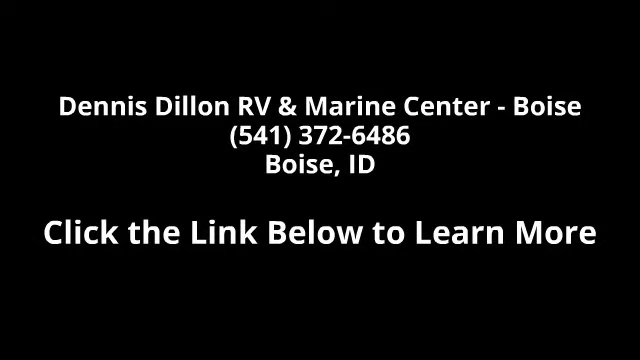 Dennis Dillon RV & Marine Center - Boise
(541) 372-6486
Boise, ID
Click the Link Below to Learn More